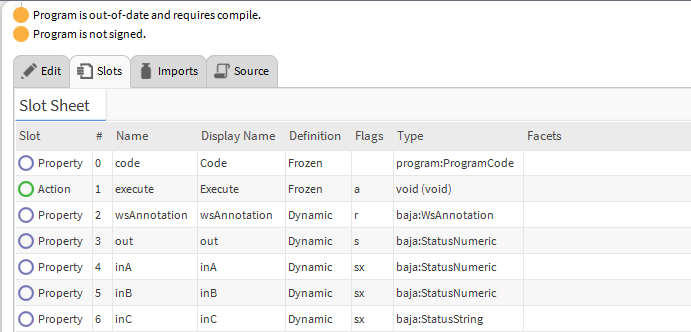 Program is out-of-date and requires compile.
Program is not signed.
Edit Slots Imports Source
Slot Sheet
Slot # Name Display Name Definition Flags Type Facets
Property 0 code Code Frozen program:ProgramCode
Action 1 execute Execute Frozen a void (void)
Property 2 wsAnnotation wsAnnotation Dynamic r baja:WsAnnotation
Property 3 out out Dynamic s baja:StatusNumeric
Property 4 inA inA Dynamic sx baja:StatusNumeric
Property 5 inB inB Dynamic sx baja:StatusNumeric
Property 6 inC inC Dynamic sx baja:StatusString